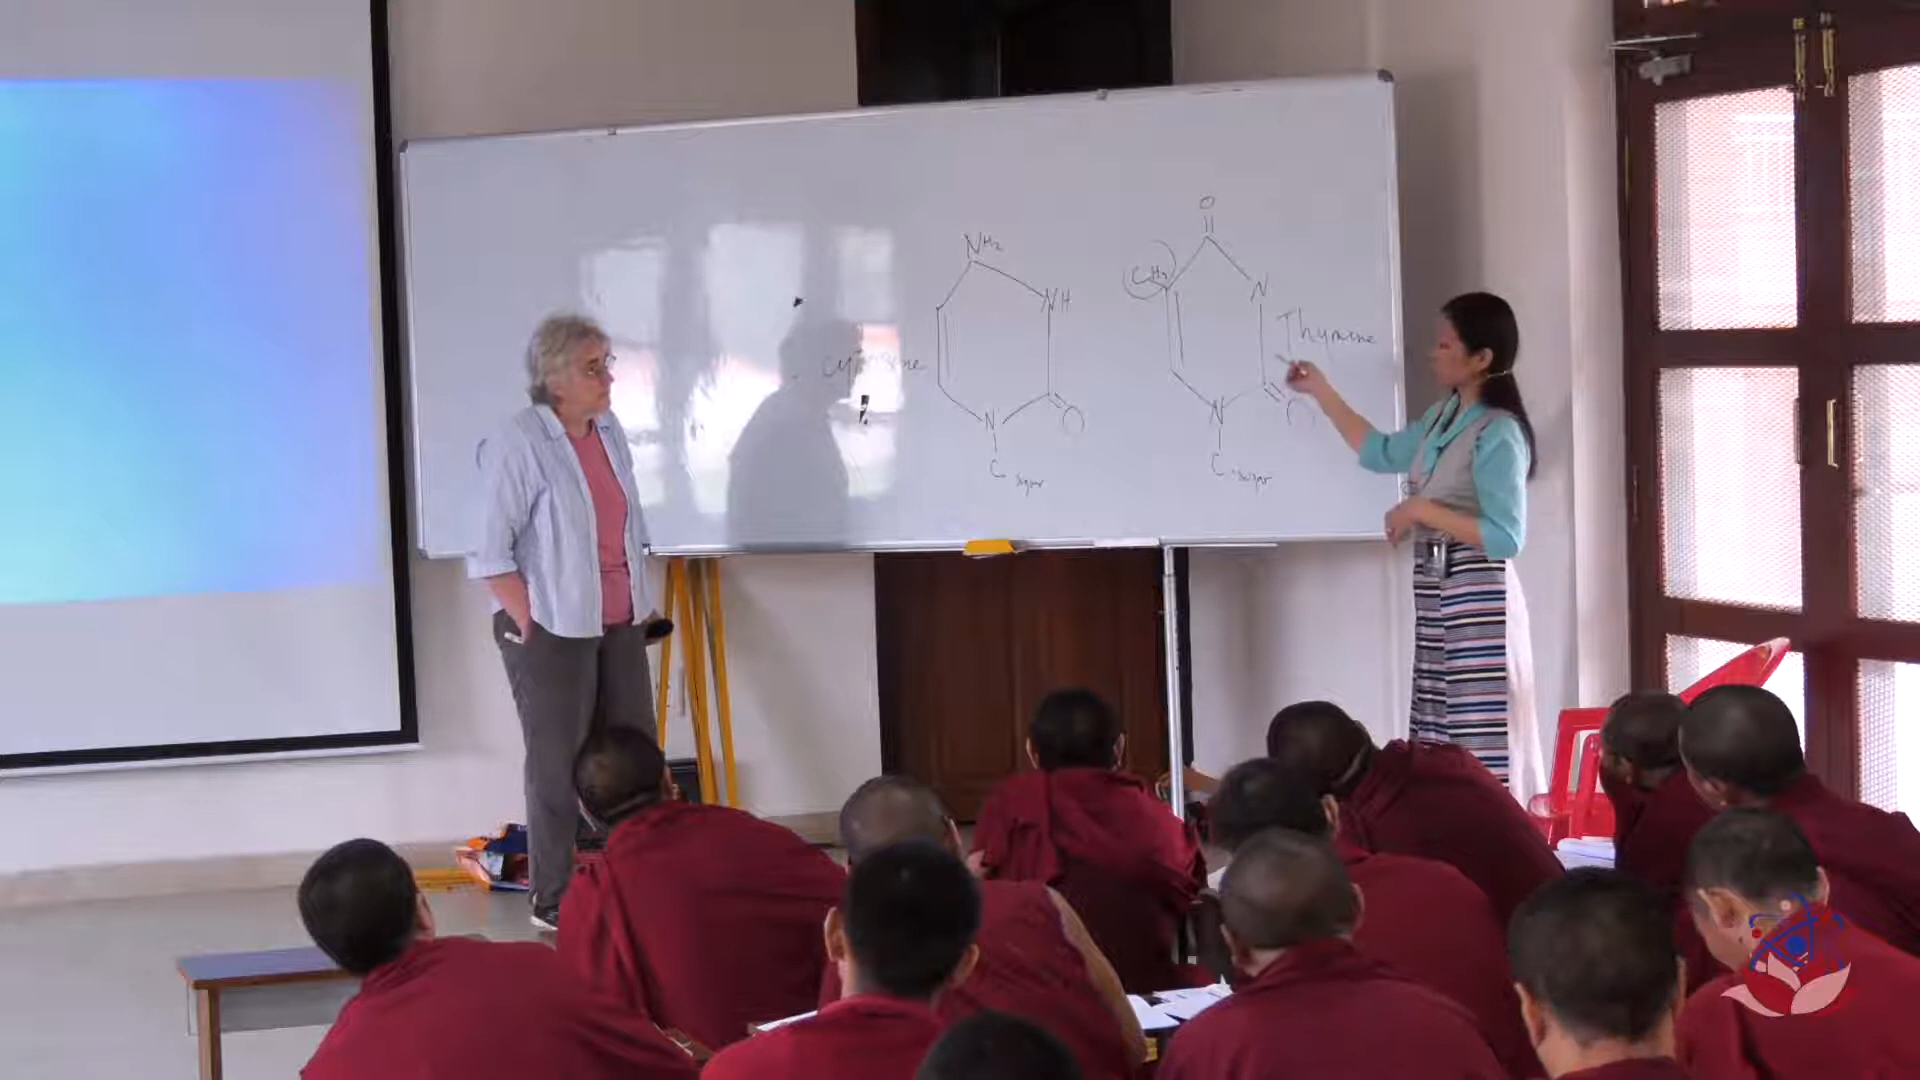 NH2
NH
Cytosine
N
O
C
sugar
O
CH3
N
Thymine
N
O
C
sugar